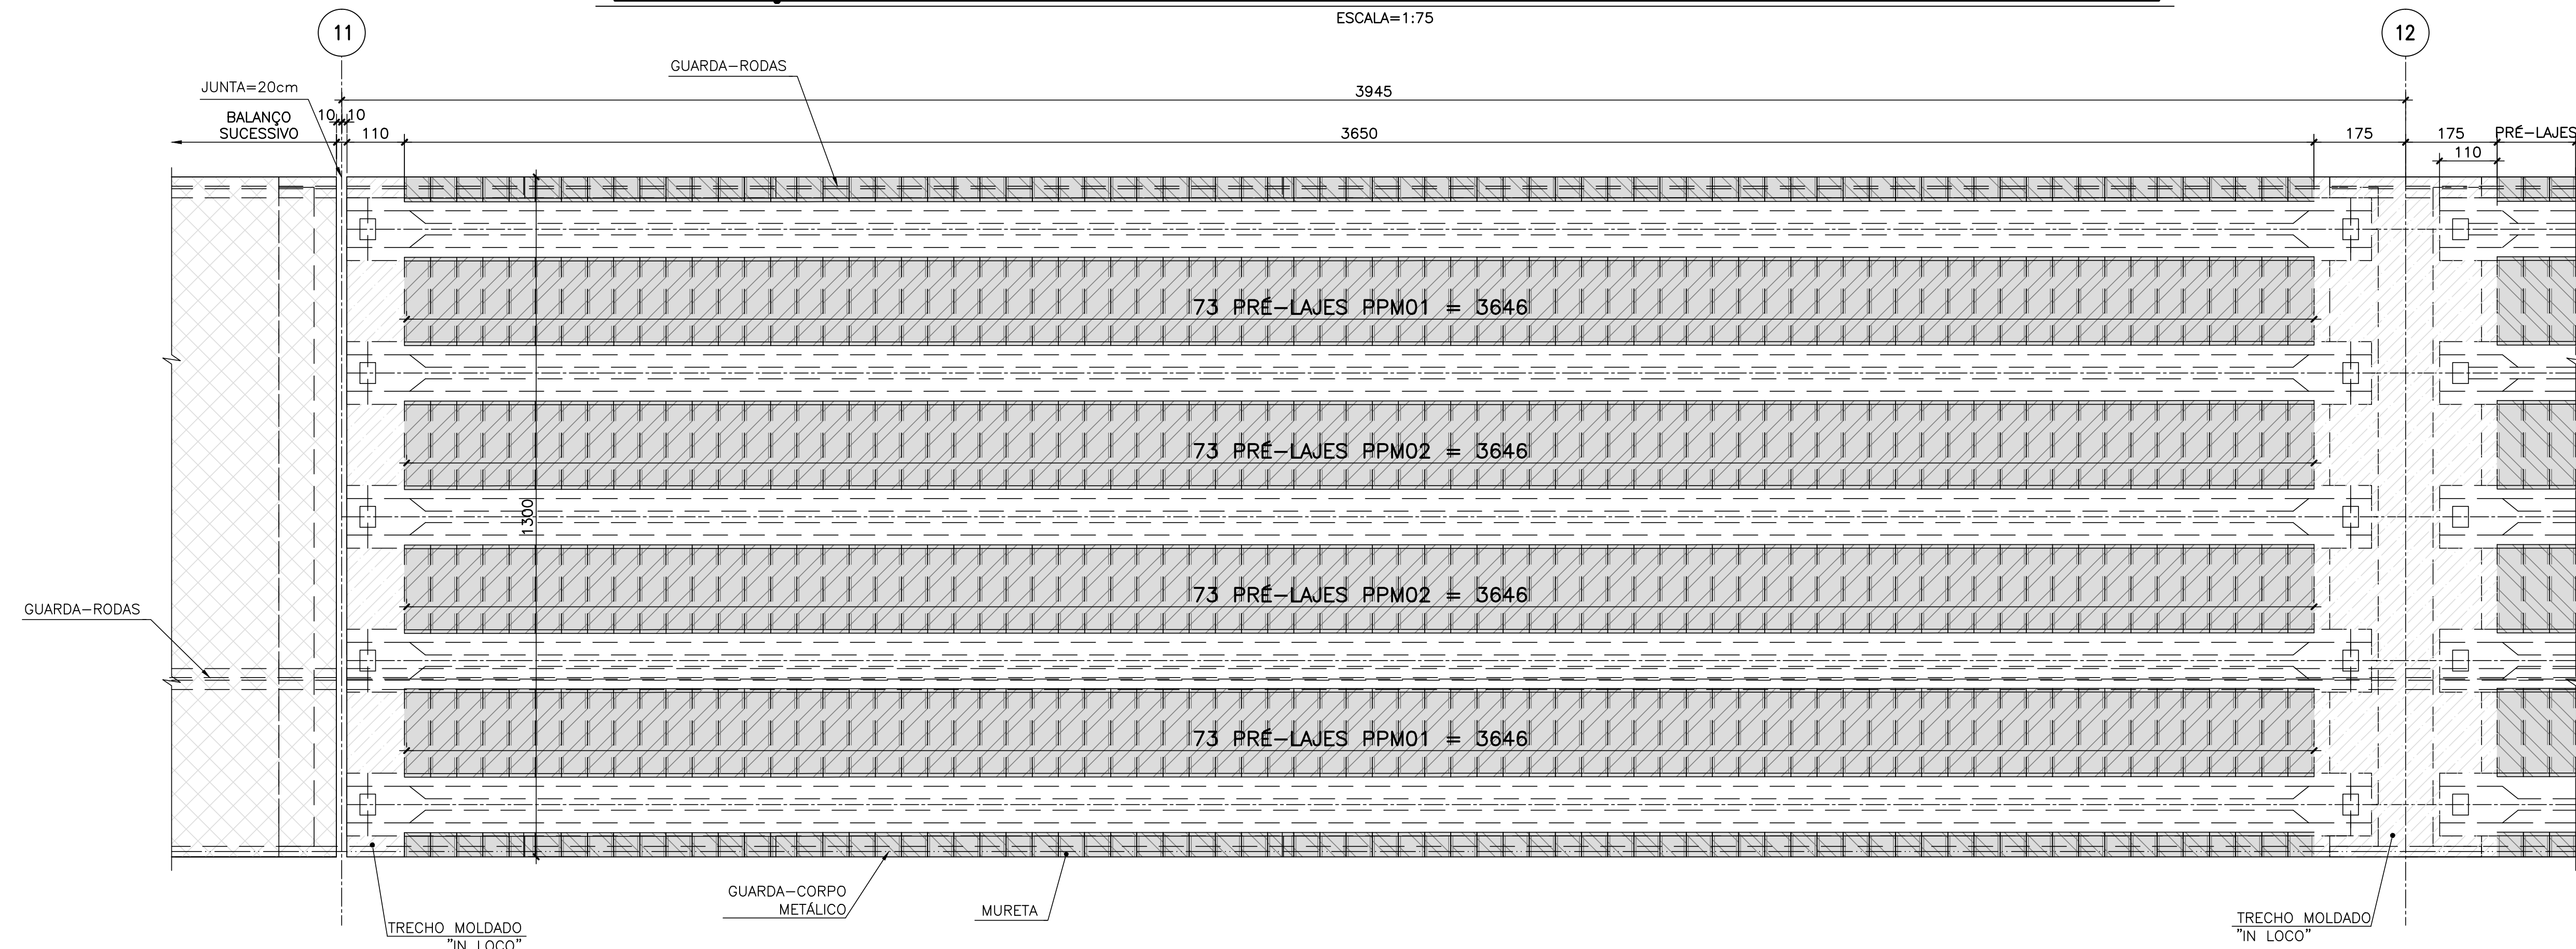 ESCALA=1:75
11
12
GUARDA-RODAS
JUNTA=20cm
3945
BALANÇO
SUCESSIVO
10
10
110
3650
175
175
PRÉ-LAJES
110
73 PRÉ-LAJES PPM01 = 3646
73 PRÉ-LAJES PPM02 = 3646
1300
73 PRÉ-LAJES PPM02 = 3646
GUARDA-RODAS
73 PRÉ-LAJES PPM01 = 3646
GUARDA-CORPO
METÁLICO
MURETA
TRECHO MOLDADO
"IN LOCO"
TRECHO MOLDADO
"IN LOCO"